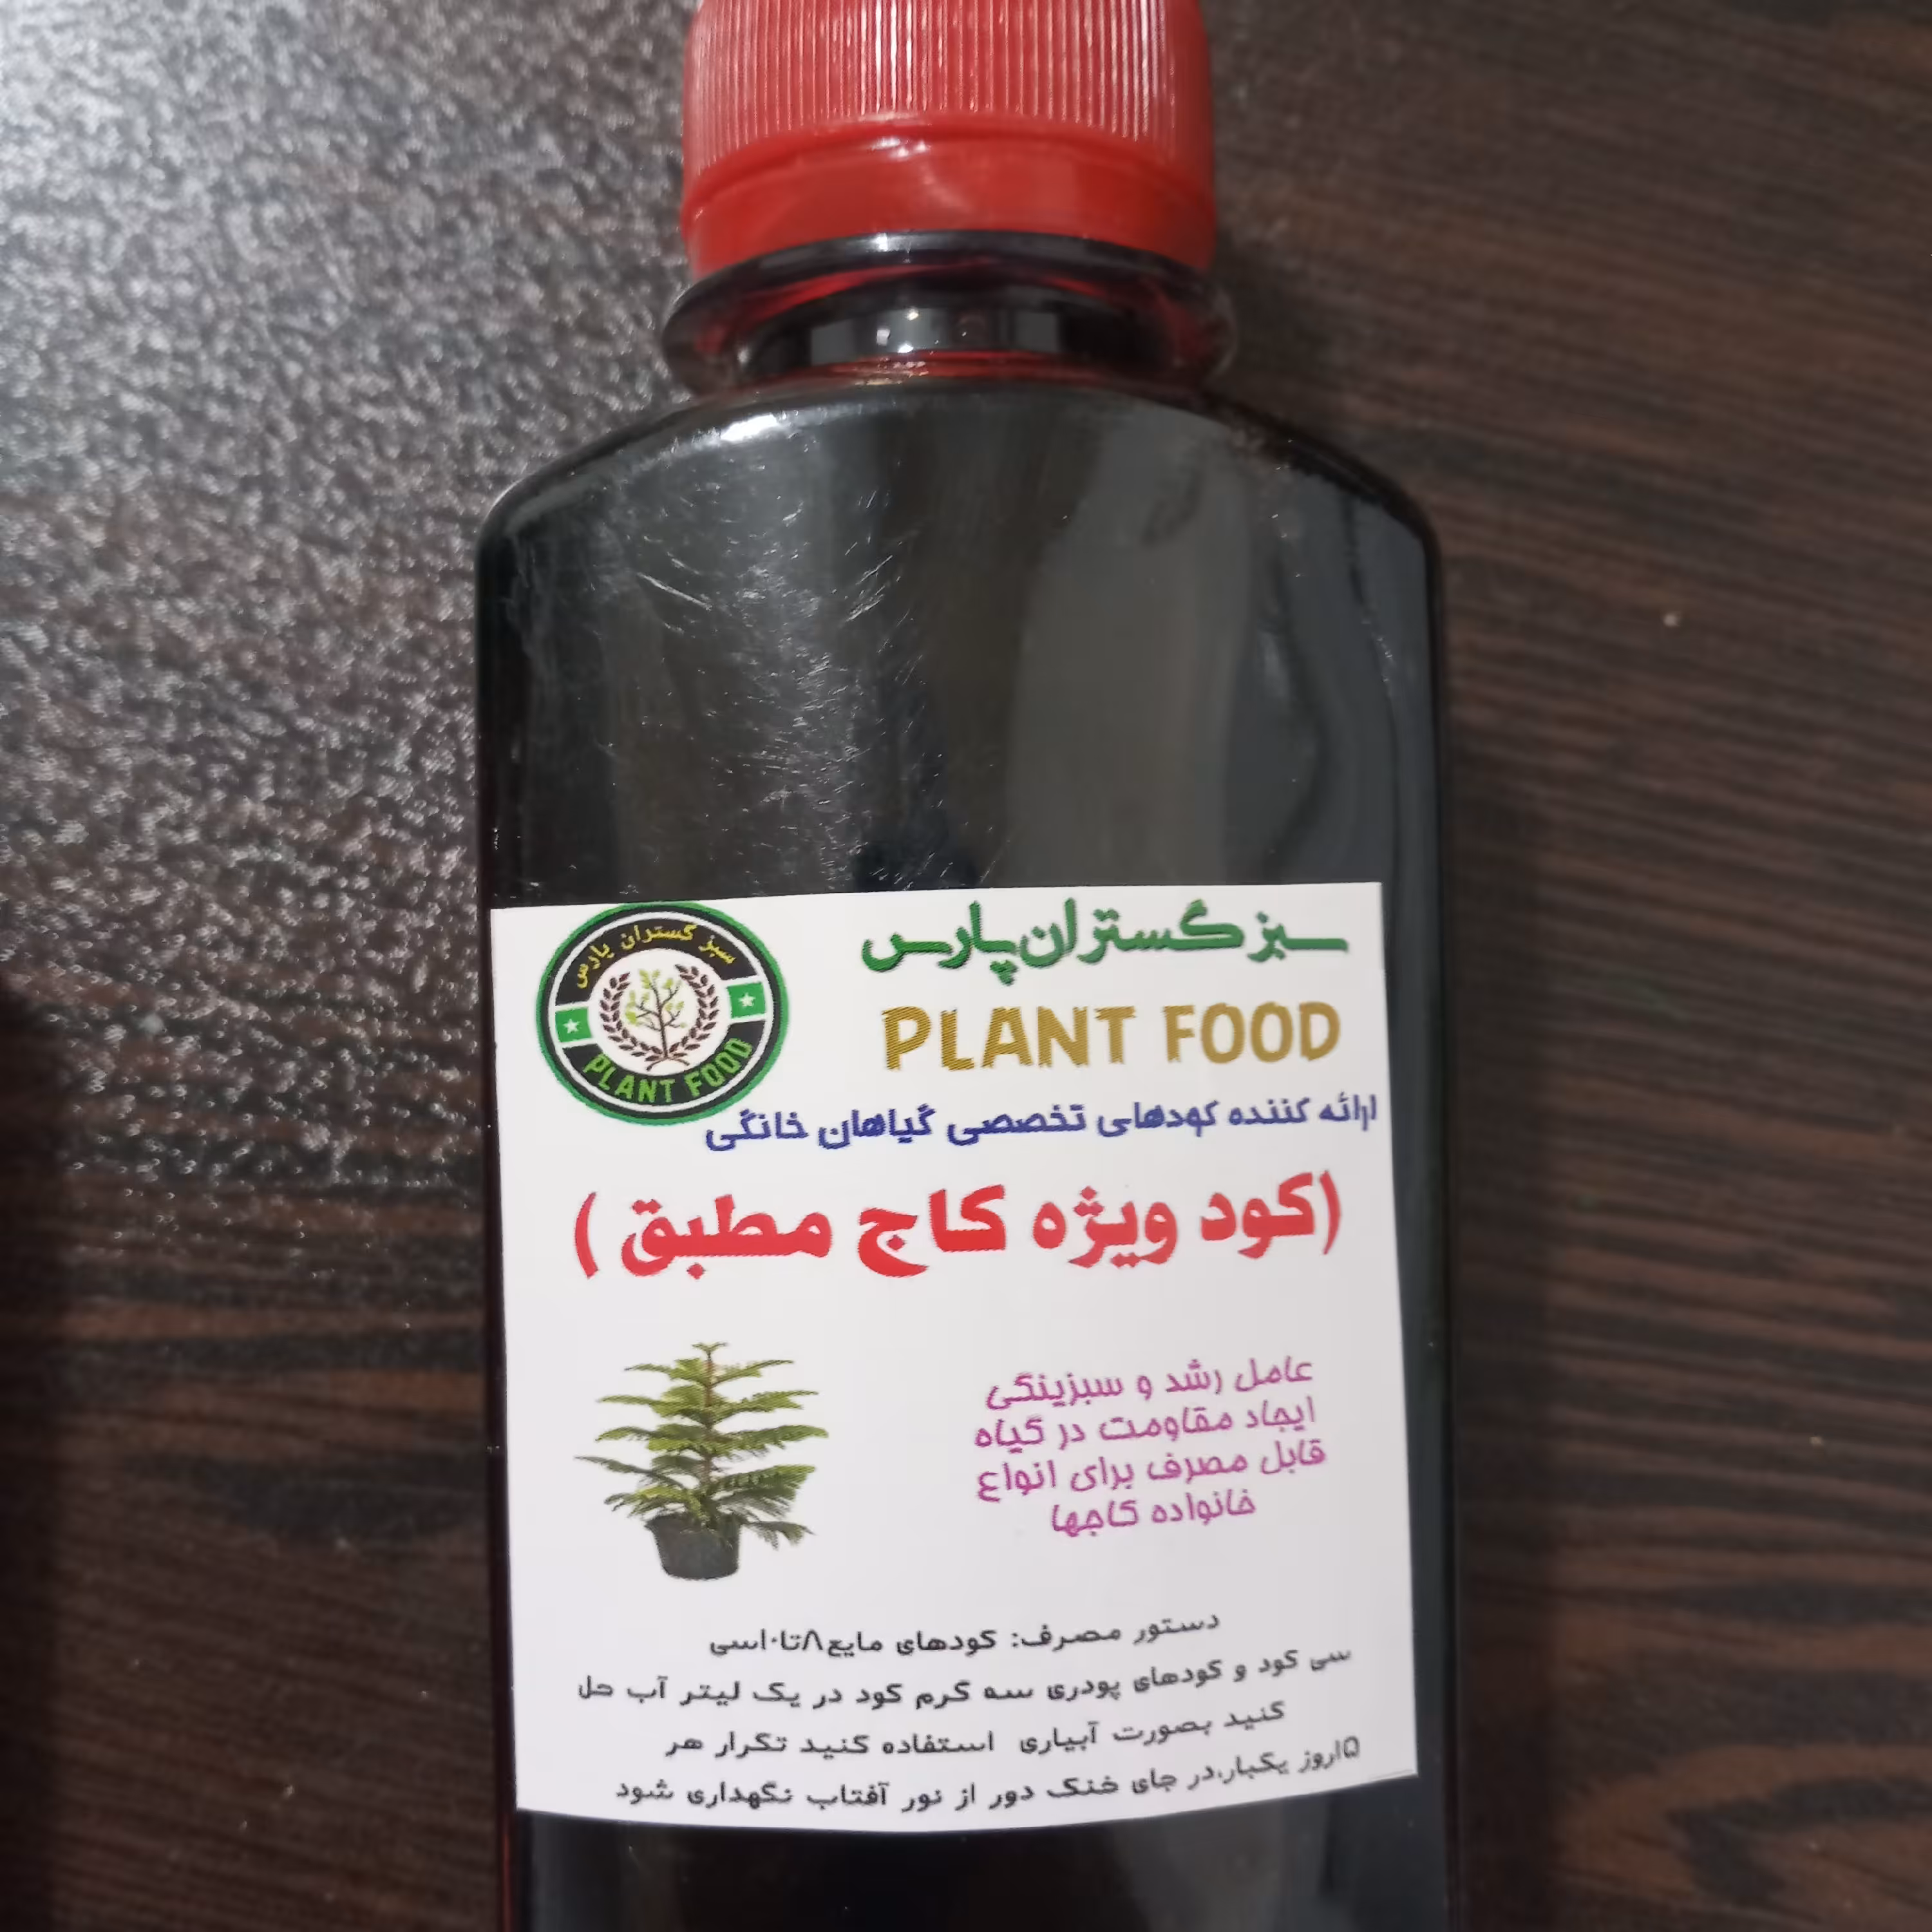 سبز گستران پارس
PLANT FOOD
سبز گستران پارس
PLANT FOOD
ارائه کننده کودهای تخصصی گیاهان خانگی
(کود ویژه کاج مطبق )
عامل رشد و سبزینگی
ایجاد مقاومت در گیاه
قابل مصرف برای انواع
خانواده کاجها
دستور مصرف: کودهای مایع۸تا۱۰سی
سی کود و کودهای پودری سه گرم کود در یک لیتر آب حل
کنید بصورت آبیاری استفاده کنید تکرار هر
۱۵روز یکبار.در جای خنک دور از نور آفتاب نگهداری شود